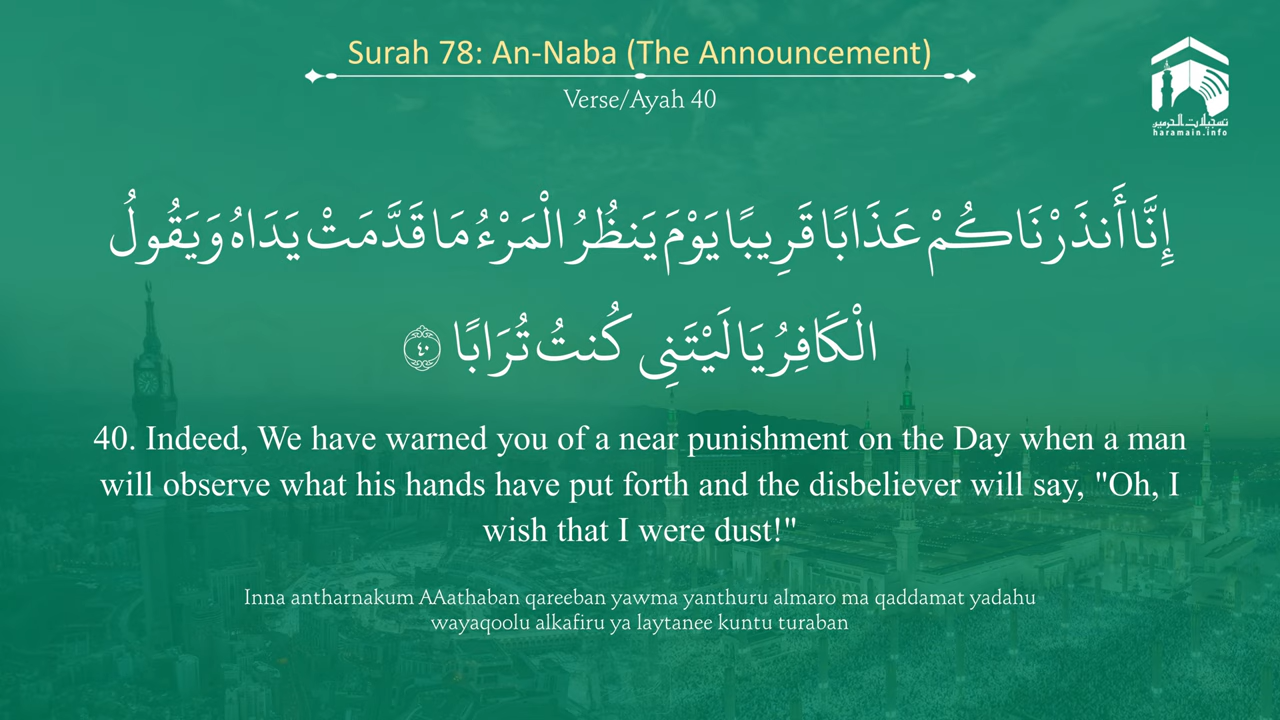 Surah 78: An-Naba (The Announcement)
Verse/Ayah 40
تسجيلات الحرمين
haramain.info
إِنَّا أَنذَرْنَاكُمْ عَذَابًا قَرِيبًا يَوْمَ يَنظُرُ الْمَرْءُ مَا قَدَّمَتْ يَدَاهُ وَيَقُولُ
الْكَافِرُ يَا لَيْتَنِي كُنتُ تُرَابًا ٤٠
40. Indeed, We have warned you of a near punishment on the Day when a man
will observe what his hands have put forth and the disbeliever will say, "Oh, I
wish that I were dust!"
Inna antharnakum AAathaban qareeban yawma yanthuru almaro ma qaddamat yadahu
wayaqoolu alkafiru ya laytanee kuntu turaban